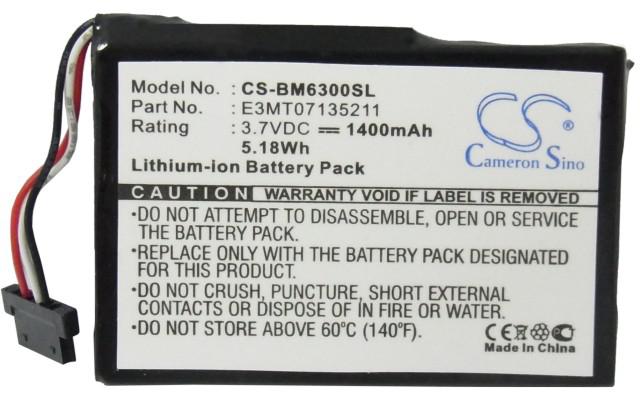 Model No. : CS-BM6300SL
Part No. : E3MT07135211
Rating : 3.7VDC ⎓ 1400mAh
5.18Wh
Lithium-ion Battery Pack
CS
Cameron Sino
CAUTION WARRANTY VOID IF LABEL IS REMOVED
•DO NOT ATTEMPT TO DISASSEMBLE, OPEN OR SERVICE
THE BATTERY PACK.
•REPLACE ONLY WITH THE BATTERY PACK DESIGNATED
FOR THIS PRODUCT.
•DO NOT CRUSH, PUNCTURE, SHORT EXTERNAL
CONTACTS OR DISPOSE OF IN FIRE OR WATER.
•DO NOT STORE ABOVE 60°C (140°F).
CE
Made In China